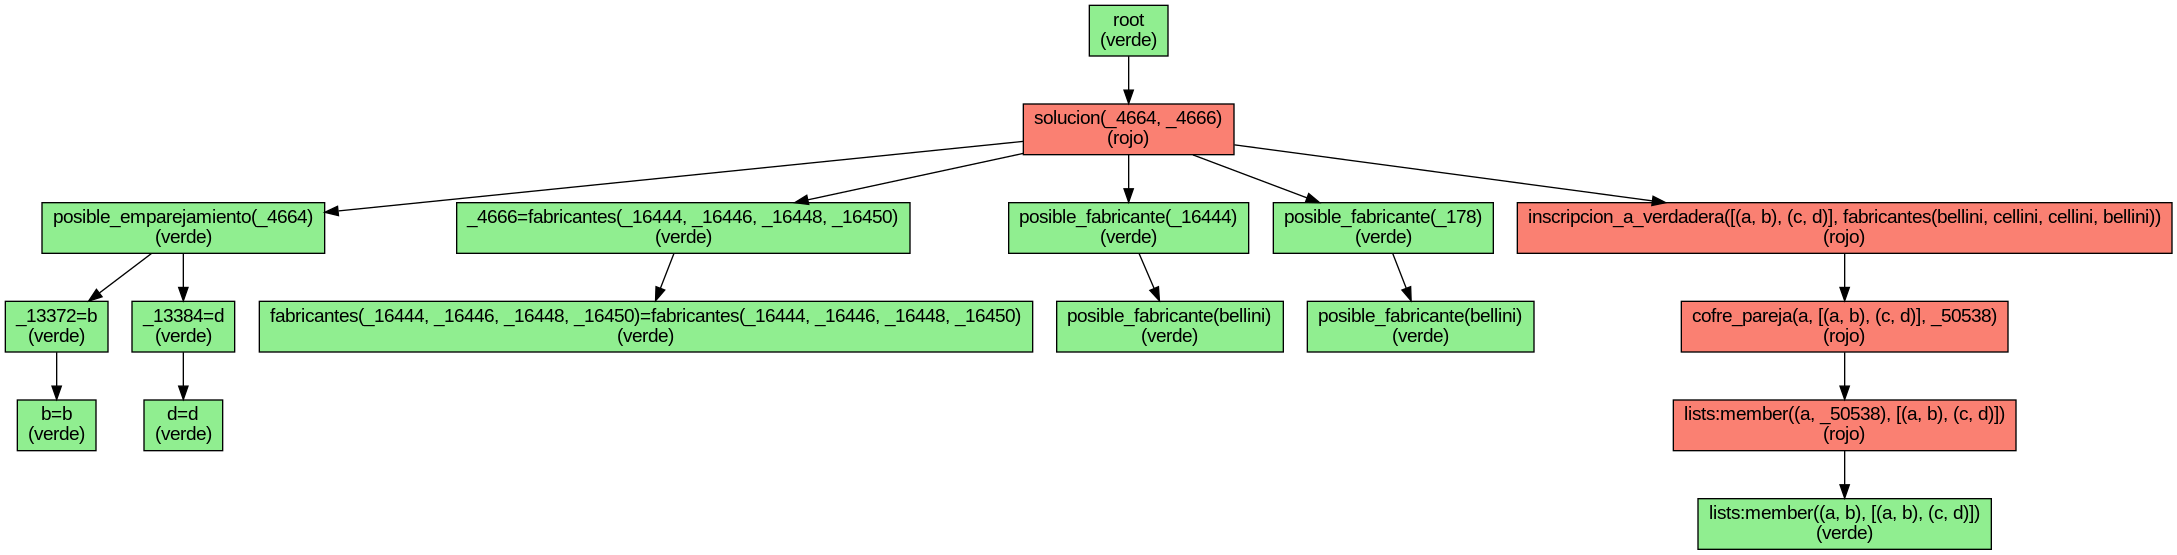 root
(verde)
solucion(_4664, _4666)
(rojo)
posible_emparejamiento(_4664)
(verde)
_4666=fabricantes(_16444, _16446, _16448, _16450)
(verde)
posible_fabricante(_16444)
(verde)
posible_fabricante(_178)
(verde)
inscripcion_a_verdadera([(a, b), (c, d)], fabricantes(bellini, cellini, cellini, bellini))
(rojo)
_13372=b
(verde)
_13384=d
(verde)
fabricantes(_16444, _16446, _16448, _16450)=fabricantes(_16444, _16446, _16448, _16450)
(verde)
posible_fabricante(bellini)
(verde)
posible_fabricante(bellini)
(verde)
cofre_pareja(a, [(a, b), (c, d)], _50538)
(rojo)
b=b
(verde)
d=d
(verde)
lists:member((a, _50538), [(a, b), (c, d)])
(rojo)
lists:member((a, b), [(a, b), (c, d)])
(verde)